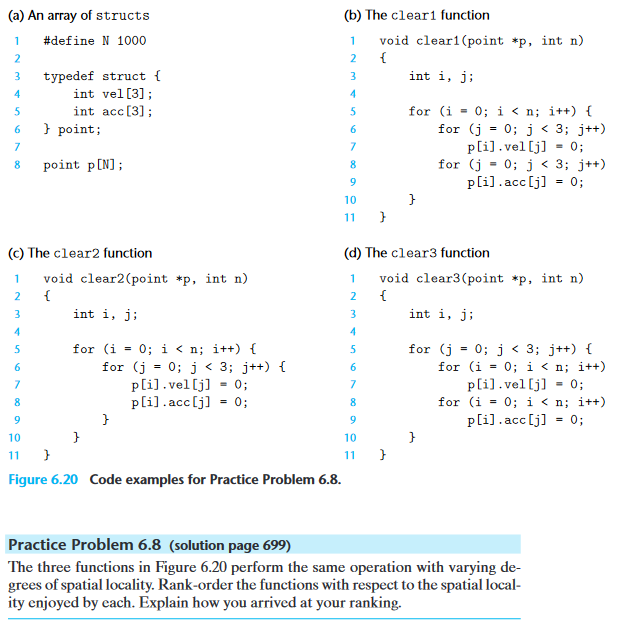 (a) An array of structs
1 #define N 1000
2
3 typedef struct {
4     int vel[3];
5     int acc[3];
6 } point;
7
8 point p[N];
(b) The clear1 function
1 void clear1(point *p, int n)
2 {
3     int i, j;
4
5     for (i = 0; i < n; i++) {
6         for (j = 0; j < 3; j++)
7             p[i].vel[j] = 0;
8         for (j = 0; j < 3; j++)
9             p[i].acc[j] = 0;
10     }
11 }
(c) The clear2 function
1 void clear2(point *p, int n)
2 {
3     int i, j;
4
5     for (i = 0; i < n; i++) {
6         for (j = 0; j < 3; j++) {
7             p[i].vel[j] = 0;
8             p[i].acc[j] = 0;
9         }
10     }
11 }
(d) The clear3 function
1 void clear3(point *p, int n)
2 {
3     int i, j;
4
5     for (j = 0; j < 3; j++) {
6         for (i = 0; i < n; i++)
7             p[i].vel[j] = 0;
8         for (i = 0; i < n; i++)
9             p[i].acc[j] = 0;
10     }
11 }
Figure 6.20 Code examples for Practice Problem 6.8.
Practice Problem 6.8 (solution page 699)
The three functions in Figure 6.20 perform the same operation with varying de-
grees of spatial locality. Rank-order the functions with respect to the spatial local-
ity enjoyed by each. Explain how you arrived at your ranking.